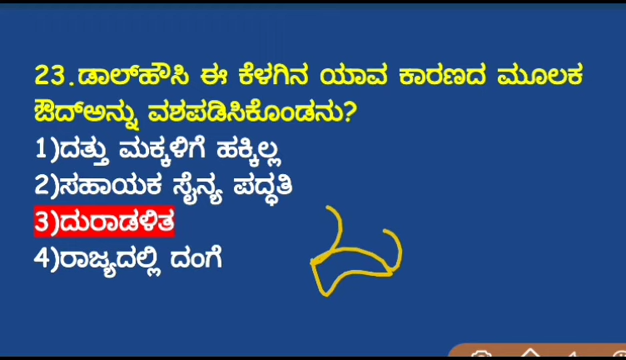 23.ಡಾಲ್‌ಹೌಸಿ ಈ ಕೆಳಗಿನ ಯಾವ ಕಾರಣದ ಮೂಲಕ
ಔದ್‌ಅನ್ನು ವಶಪಡಿಸಿಕೊಂಡನು?
1)ದತ್ತು ಮಕ್ಕಳಿಗೆ ಹಕ್ಕಿಲ್ಲ
2)ಸಹಾಯಕ ಸೈನ್ಯ ಪದ್ಧತಿ
3)ದುರಾಡಳಿತ
4)ರಾಜ್ಯದಲ್ಲಿ ದಂಗೆ